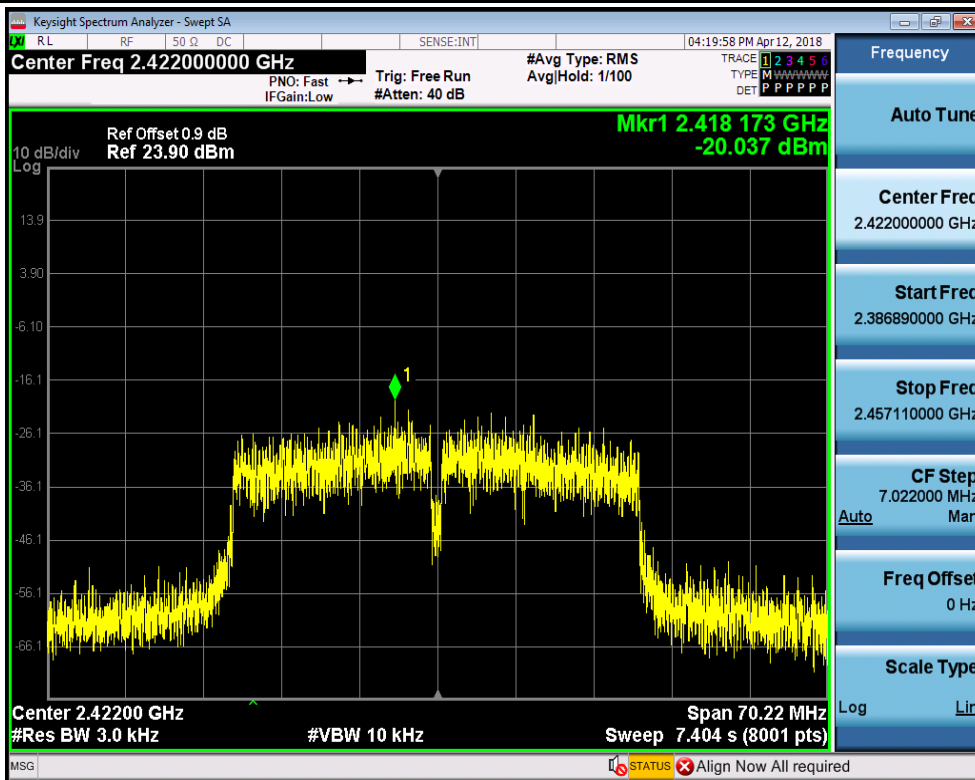 Keysight Spectrum Analyzer - Swept SA
LXI RL RF 50 Ω DC SENSE:INT 04:19:58 PM Apr 12, 2018
Center Freq 2.422000000 GHz
PNO: Fast
IFGain:Low
Trig: Free Run
#Atten: 40 dB
#Avg Type: RMS
Avg|Hold: 1/100
TRACE 1 2 3 4 5 6
TYPE M W W W W W
DET P P P P P P
Mkr1 2.418 173 GHz
-20.037 dBm
Ref Offset 0.9 dB
10 dB/div Ref 23.90 dBm
Log
13.9
3.90
-6.10
-16.1
-26.1
-36.1
-46.1
-56.1
-66.1
1
Center 2.42200 GHz Span 70.22 MHz
#Res BW 3.0 kHz #VBW 10 kHz Sweep 7.404 s (8001 pts)
MSG STATUS Align Now All required
Frequency
Auto Tune
Center Freq
2.422000000 GHz
Start Freq
2.386890000 GHz
Stop Freq
2.457110000 GHz
CF Step
7.022000 MHz
Auto Man
Freq Offset
0 Hz
Scale Type
Log Lin